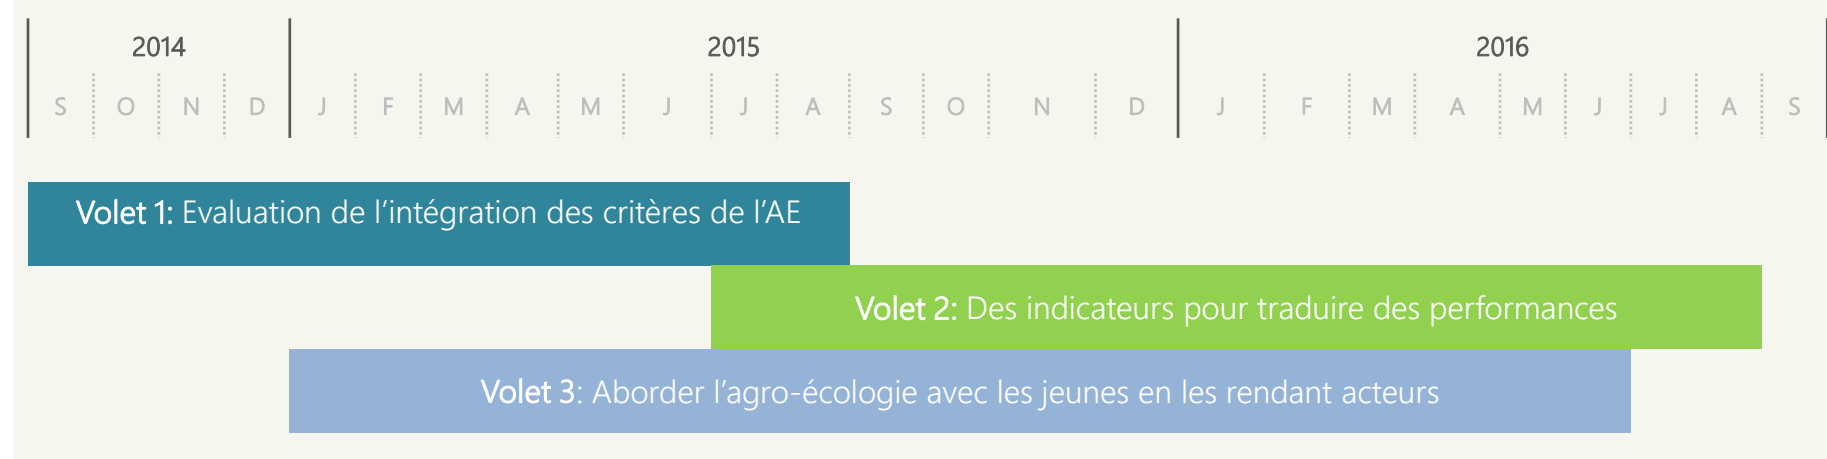 2014 2015 2016
S O N D J F M A M J J A S O N D J F M A M J J A S
Volet 1: Evaluation de l’intégration des critères de l’AE
Volet 2: Des indicateurs pour traduire des performances
Volet 3: Aborder l’agro-écologie avec les jeunes en les rendant acteurs